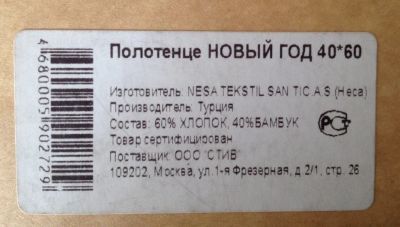 Полотенце НОВЫЙ ГОД 40*60
Изготовитель: NESA TEKSTIL SAN TIC.A.S (Неса)
Производитель: Турция
Состав: 60% ХЛОПОК, 40%БАМБУК
Товар сертифицирован
Поставщик: ООО "СТИВ"
109202, Москва, ул.1-я Фрезерная, д.2/1, стр. 26
4680005902729